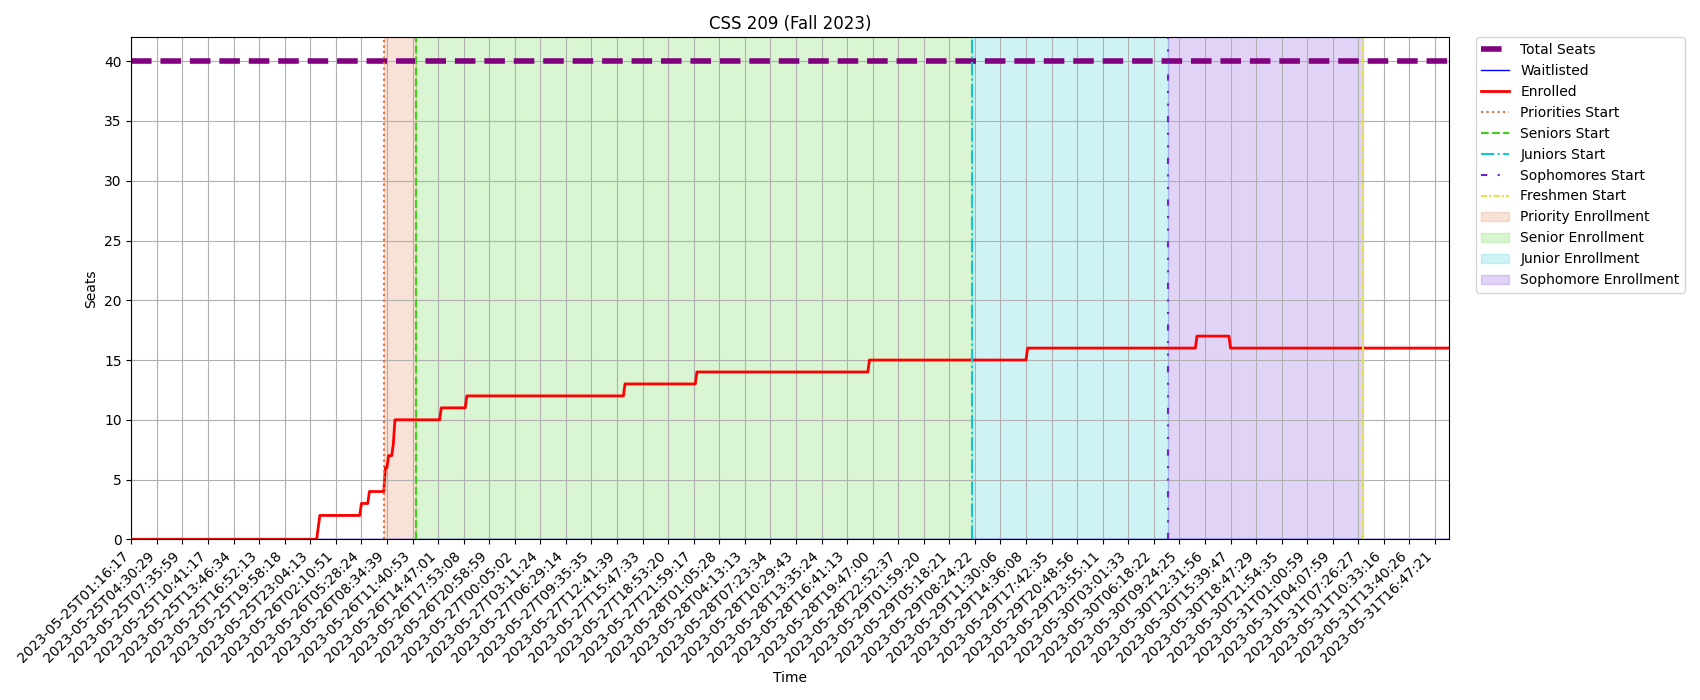 CSS 209 (Fall 2023)
40
35
30
25
20
15
10
5
0
Seats
2023-05-25T01:16:17
2023-05-25T04:30:29
2023-05-25T07:35:59
2023-05-25T10:41:17
2023-05-25T13:46:34
2023-05-25T16:52:13
2023-05-25T19:58:18
2023-05-25T23:04:13
2023-05-26T02:10:51
2023-05-26T05:28:24
2023-05-26T08:34:39
2023-05-26T11:40:53
2023-05-26T14:47:01
2023-05-26T17:53:08
2023-05-26T20:58:59
2023-05-27T00:05:02
2023-05-27T03:11:24
2023-05-27T06:29:14
2023-05-27T09:35:35
2023-05-27T12:41:39
2023-05-27T15:47:33
2023-05-27T18:53:20
2023-05-27T21:59:17
2023-05-28T01:05:28
2023-05-28T04:13:13
2023-05-28T07:23:34
2023-05-28T10:29:43
2023-05-28T13:35:24
2023-05-28T16:41:13
2023-05-28T19:47:00
2023-05-28T22:52:37
2023-05-29T01:59:20
2023-05-29T05:18:21
2023-05-29T08:24:22
2023-05-29T11:30:06
2023-05-29T14:36:08
2023-05-29T17:42:35
2023-05-29T20:48:56
2023-05-29T23:55:11
2023-05-30T03:01:33
2023-05-30T06:18:22
2023-05-30T09:24:25
2023-05-30T12:31:56
2023-05-30T15:39:47
2023-05-30T18:47:29
2023-05-30T21:54:35
2023-05-31T01:00:59
2023-05-31T04:07:59
2023-05-31T07:26:27
2023-05-31T10:33:16
2023-05-31T13:40:26
2023-05-31T16:47:21
Time
Total Seats
Waitlisted
Enrolled
Priorities Start
Seniors Start
Juniors Start
Sophomores Start
Freshmen Start
Priority Enrollment
Senior Enrollment
Junior Enrollment
Sophomore Enrollment